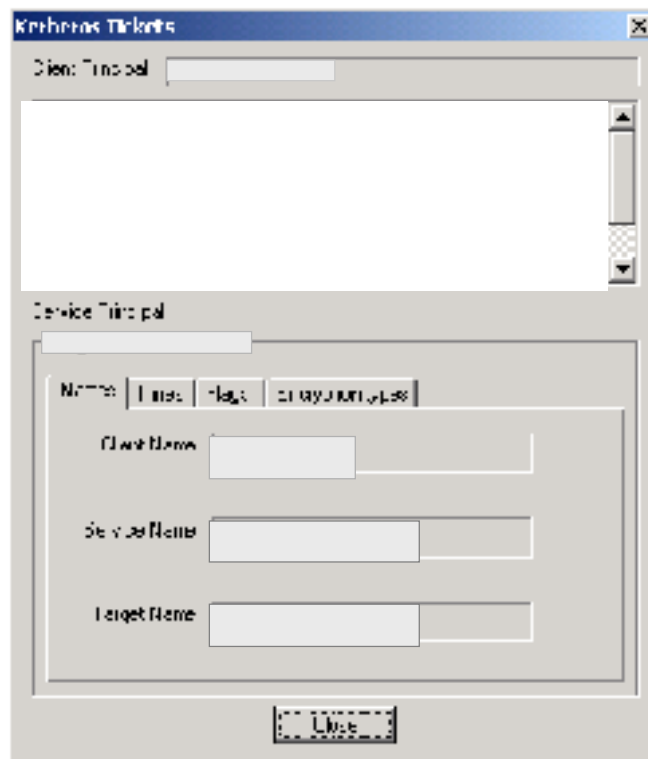 Kerberos Tickets
Client Principal
Service Principal
Names Times Flags Encryption types
Client Name
Service Name
Target Name
Close